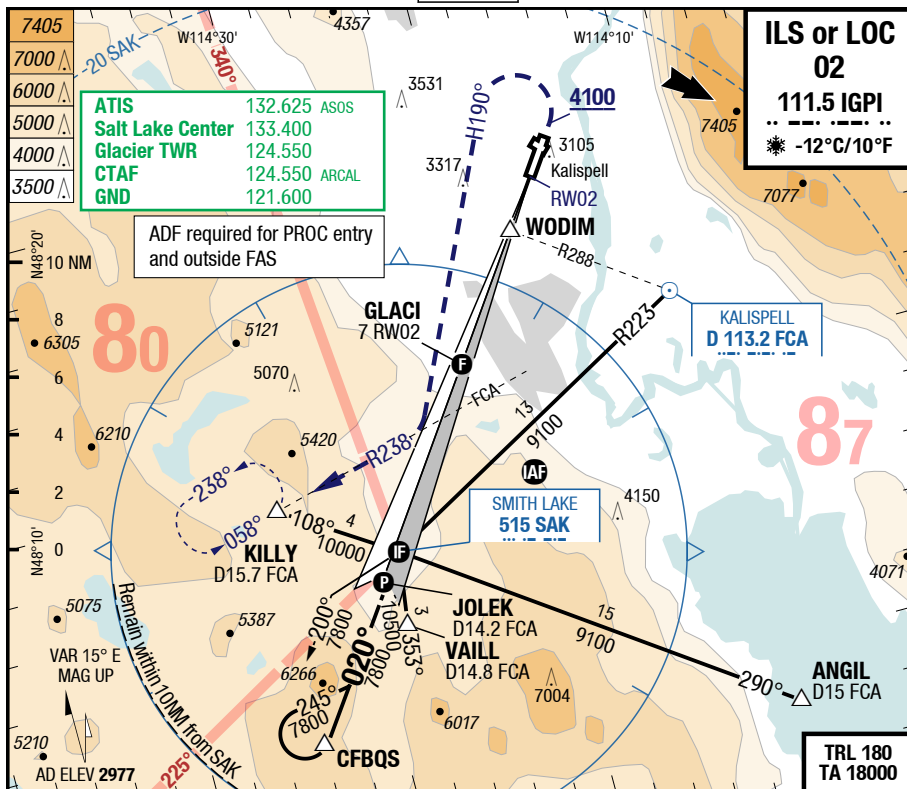 7405
7000
6000
5000
4000
3500
-20 SAK
W114°30'
340°
4357
W114°10'
ILS or LOC
02
111.5 IGPI
-12°C/10°F
ATIS 132.625 ASOS
Salt Lake Center 133.400
Glacier TWR 124.550
CTAF 124.550 ARCAL
GND 121.600
3531
H190°
4100
7405
3317
3105
Kalispell
RW02
7077
ADF required for PROC entry
and outside FAS
WODIM
R288
N48°20'
10 NM
8
6
4
2
0
GLACI
7 RW02
F
R223
KALISPELL
D 113.2 FCA
80
6305
5121
5070
FCA
13
9100
87
6210
5420
R238
IAF
238°
058°
KILLY
D15.7 FCA
108°
4
10000
SMITH LAKE
515 SAK
4150
N48°10'
IF
P
JOLEK
D14.2 FCA
VAILL
D14.8 FCA
15
9100
4071
5075
5387
200°
7800
020°
7800
10500
3
353°
290°
ANGIL
D15 FCA
VAR 15° E
MAG UP
Remain within 10NM from SAK
6266
245°
7800
7004
6017
CFBQS
5210
AD ELEV 2977
225°
TRL 180
TA 18000